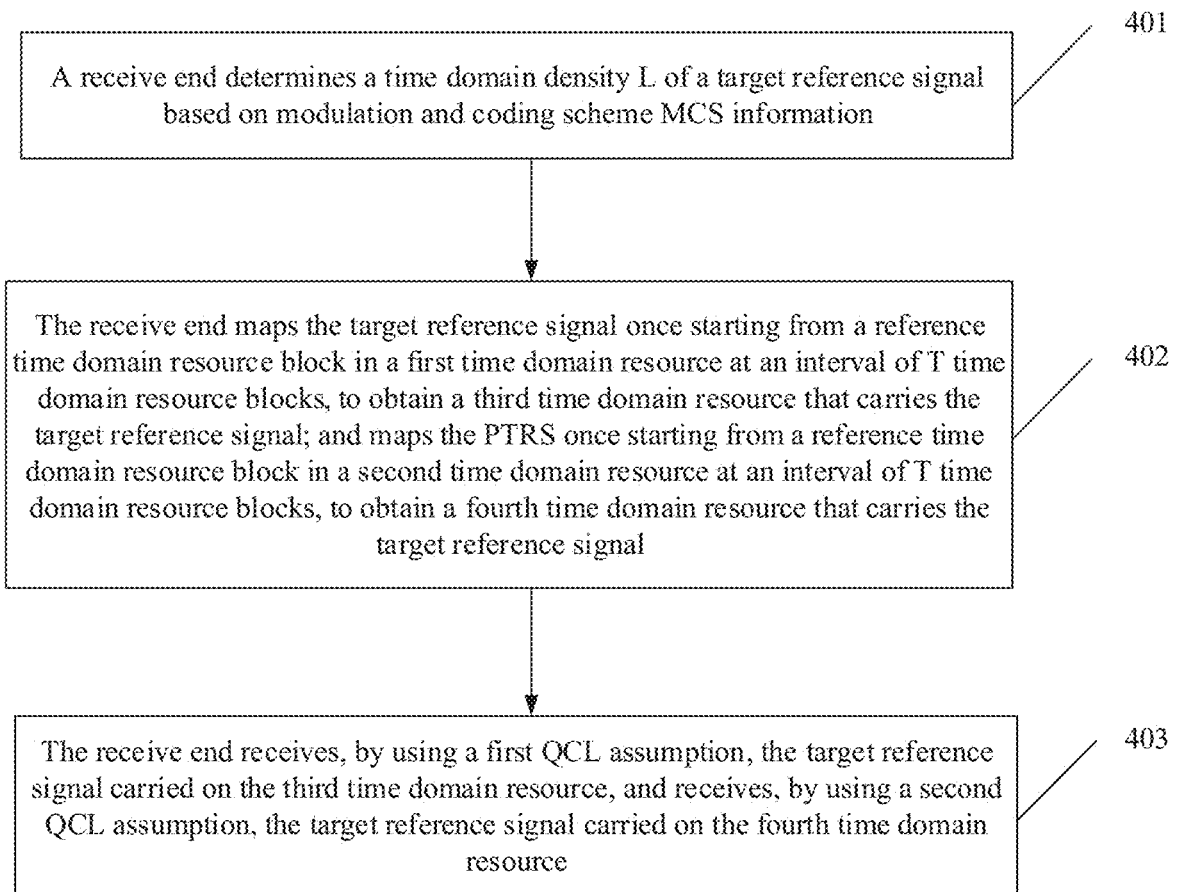 401
A receive end determines a time domain density L of a target reference signal
based on modulation and coding scheme MCS information
The receive end maps the target reference signal once starting from a reference
time domain resource block in a first time domain resource at an interval of T time
domain resource blocks, to obtain a third time domain resource that carries the
target reference signal; and maps the PTRS once starting from a reference time
domain resource block in a second time domain resource at an interval of T time
domain resource blocks, to obtain a fourth time domain resource that carries the
target reference signal
402
The receive end receives, by using a first QCL assumption, the target reference
signal carried on the third time domain resource, and receives, by using a second
QCL assumption, the target reference signal carried on the fourth time domain
resource
403